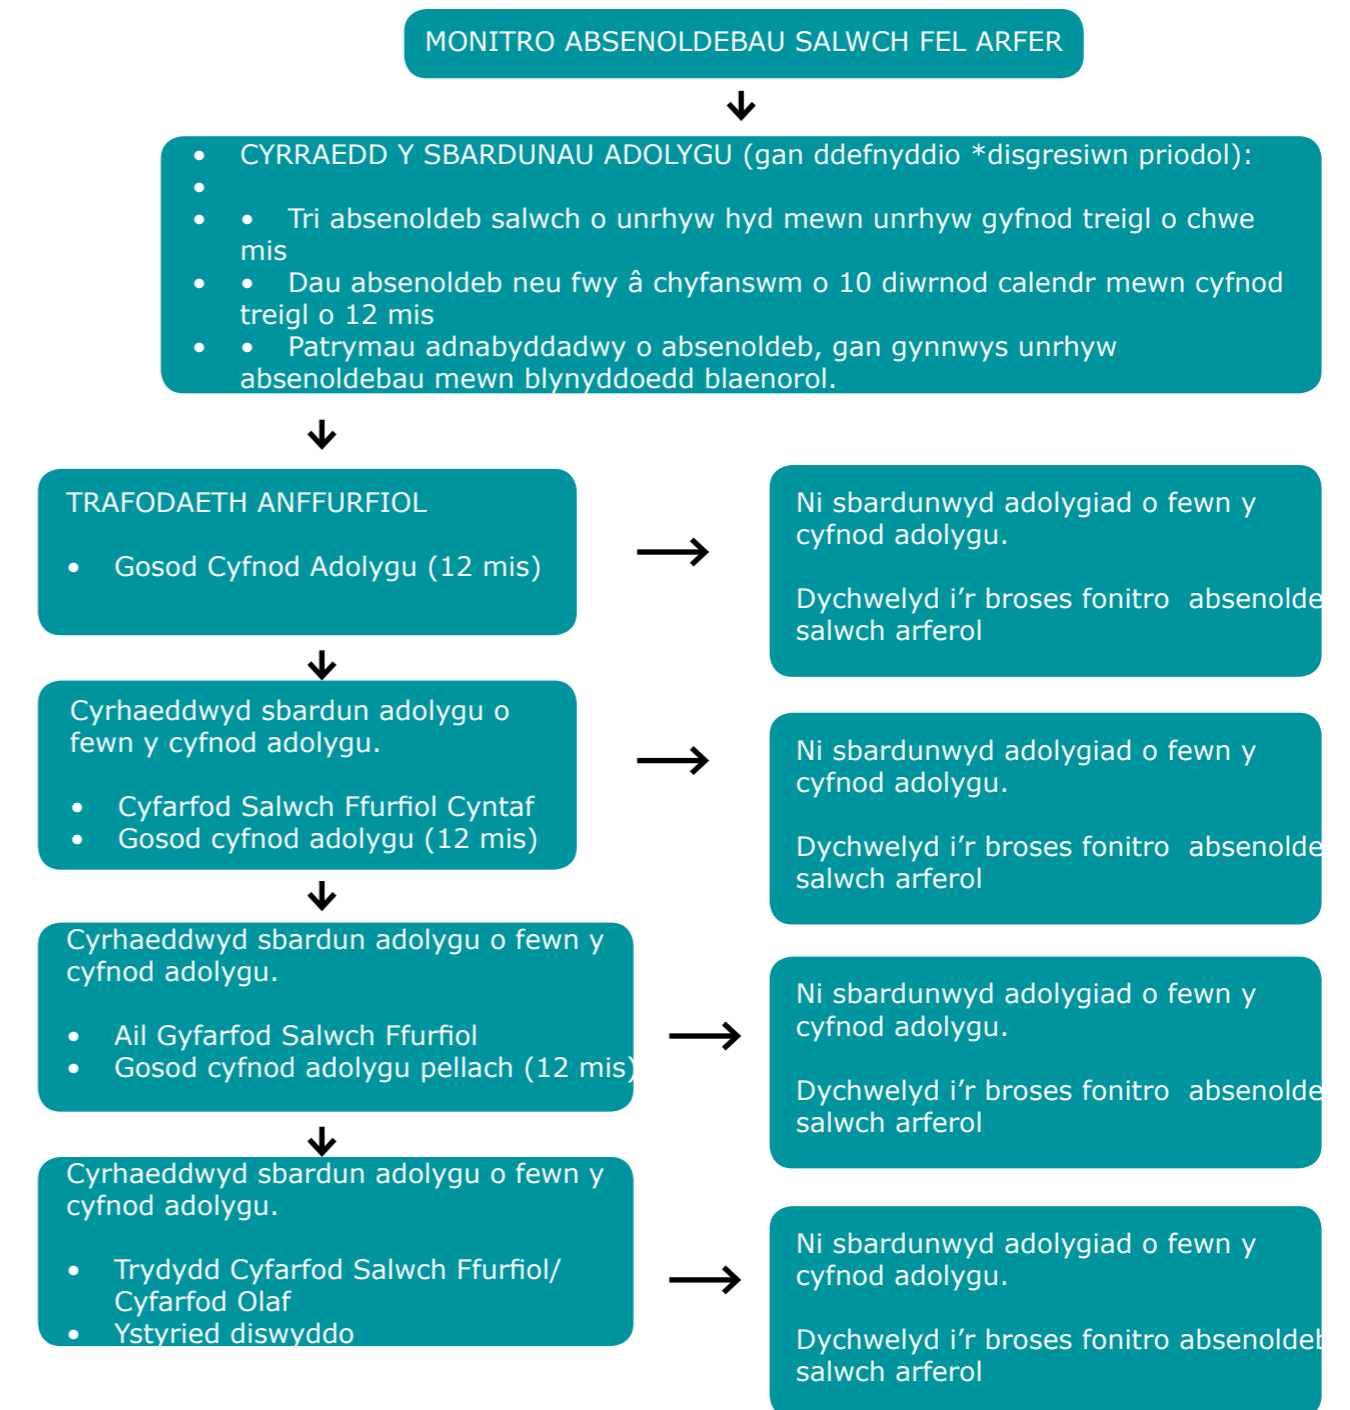 MONITRO ABSENOLDEBAU SALWCH FEL ARFER
• CYRRAEDD Y SBARDUNAU ADOLYGU (gan ddefnyddio *disgresiwn priodol):
•
• • Tri absenoldeb salwch o unrhyw hyd mewn unrhyw gyfnod treigl o chwe
mis
• • Dau absenoldeb neu fwy â chyfanswm o 10 diwrnod calendr mewn cyfnod
treigl o 12 mis
• • Patrymau adnabyddadwy o absenoldeb, gan gynnwys unrhyw
absenoldebau mewn blynyddoedd blaenorol.
TRAFODAETH ANFFURFIOL
• Gosod Cyfnod Adolygu (12 mis)
Ni sbardunwyd adolygiad o fewn y
cyfnod adolygu.
Dychwelyd i’r broses fonitro absenolde
salwch arferol
Cyrhaeddwyd sbardun adolygu o
fewn y cyfnod adolygu.
• Cyfarfod Salwch Ffurfiol Cyntaf
• Gosod cyfnod adolygu (12 mis)
Ni sbardunwyd adolygiad o fewn y
cyfnod adolygu.
Dychwelyd i’r broses fonitro absenolde
salwch arferol
Cyrhaeddwyd sbardun adolygu o fewn y
cyfnod adolygu.
• Ail Gyfarfod Salwch Ffurfiol
• Gosod cyfnod adolygu pellach (12 mis)
Ni sbardunwyd adolygiad o fewn y
cyfnod adolygu.
Dychwelyd i’r broses fonitro absenolde
salwch arferol
Cyrhaeddwyd sbardun adolygu o fewn y
cyfnod adolygu.
• Trydydd Cyfarfod Salwch Ffurfiol/
Cyfarfod Olaf
• Ystyried diswyddo
Ni sbardunwyd adolygiad o fewn y
cyfnod adolygu.
Dychwelyd i’r broses fonitro absenoldeb
salwch arferol